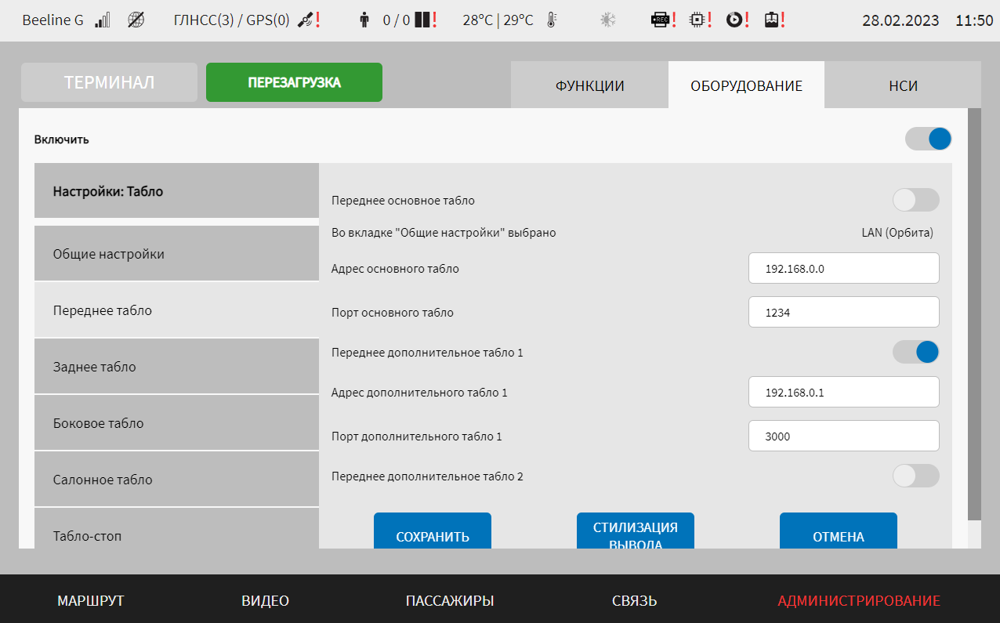 Beeline G ГЛНСС(3) / GPS(0) ! 0 / 0 ! 28°C | 29°C REC ! ! ! ! 28.02.2023 11:50
ТЕРМИНАЛ ПЕРЕЗАГРУЗКА ФУНКЦИИ ОБОРУДОВАНИЕ НСИ
Включить
Настройки: Табло
Общие настройки
Переднее табло
Заднее табло
Боковое табло
Салонное табло
Табло-стоп
Переднее основное табло
Во вкладке "Общие настройки" выбрано LAN (Орбита)
Адрес основного табло 192.168.0.0
Порт основного табло 1234
Переднее дополнительное табло 1
Адрес дополнительного табло 1 192.168.0.1
Порт дополнительного табло 1 3000
Переднее дополнительное табло 2
СОХРАНИТЬ
СТИЛИЗАЦИЯ
ВЫВОДА
ОТМЕНА
МАРШРУТ ВИДЕО ПАССАЖИРЫ СВЯЗЬ АДМИНИСТРИРОВАНИЕ